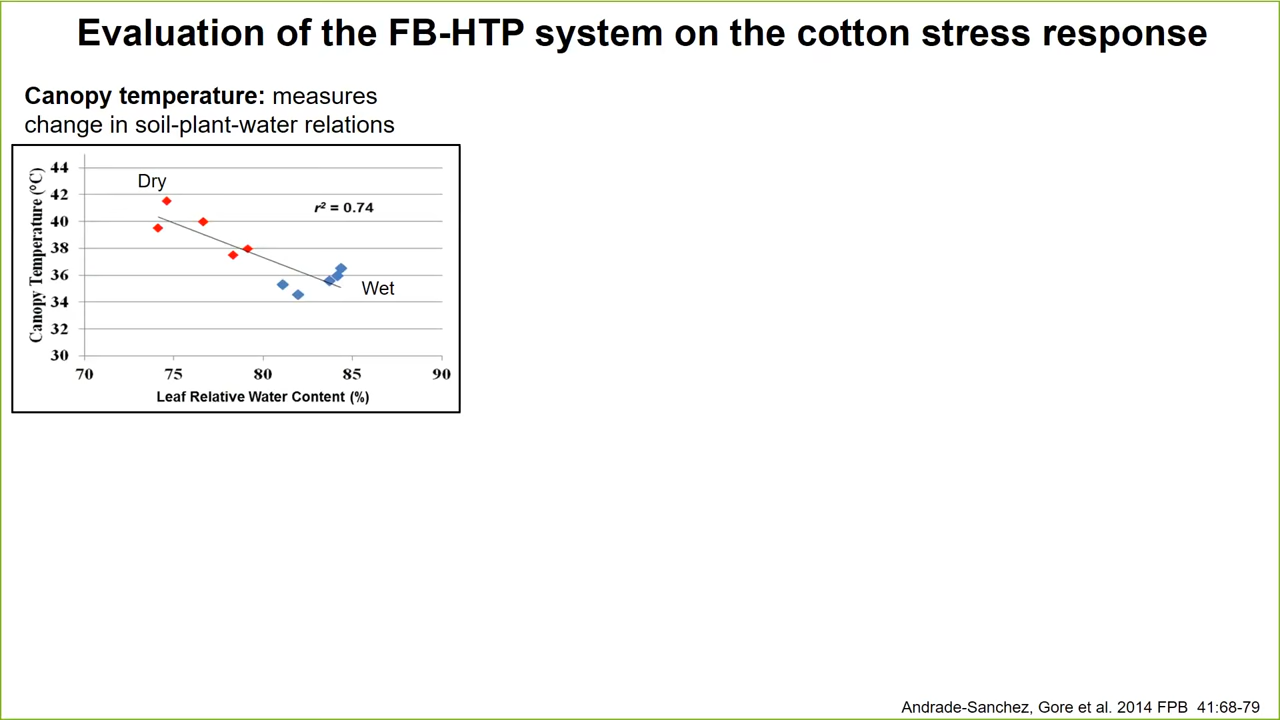 Evaluation of the FB-HTP system on the cotton stress response
Canopy temperature: measures
change in soil-plant-water relations
44
42
40
38
36
34
32
30
Canopy Temperature (°C)
Dry
r² = 0.74
Wet
70 75 80 85 90
Leaf Relative Water Content (%)
Andrade-Sanchez, Gore et al. 2014 FPB 41:68-79